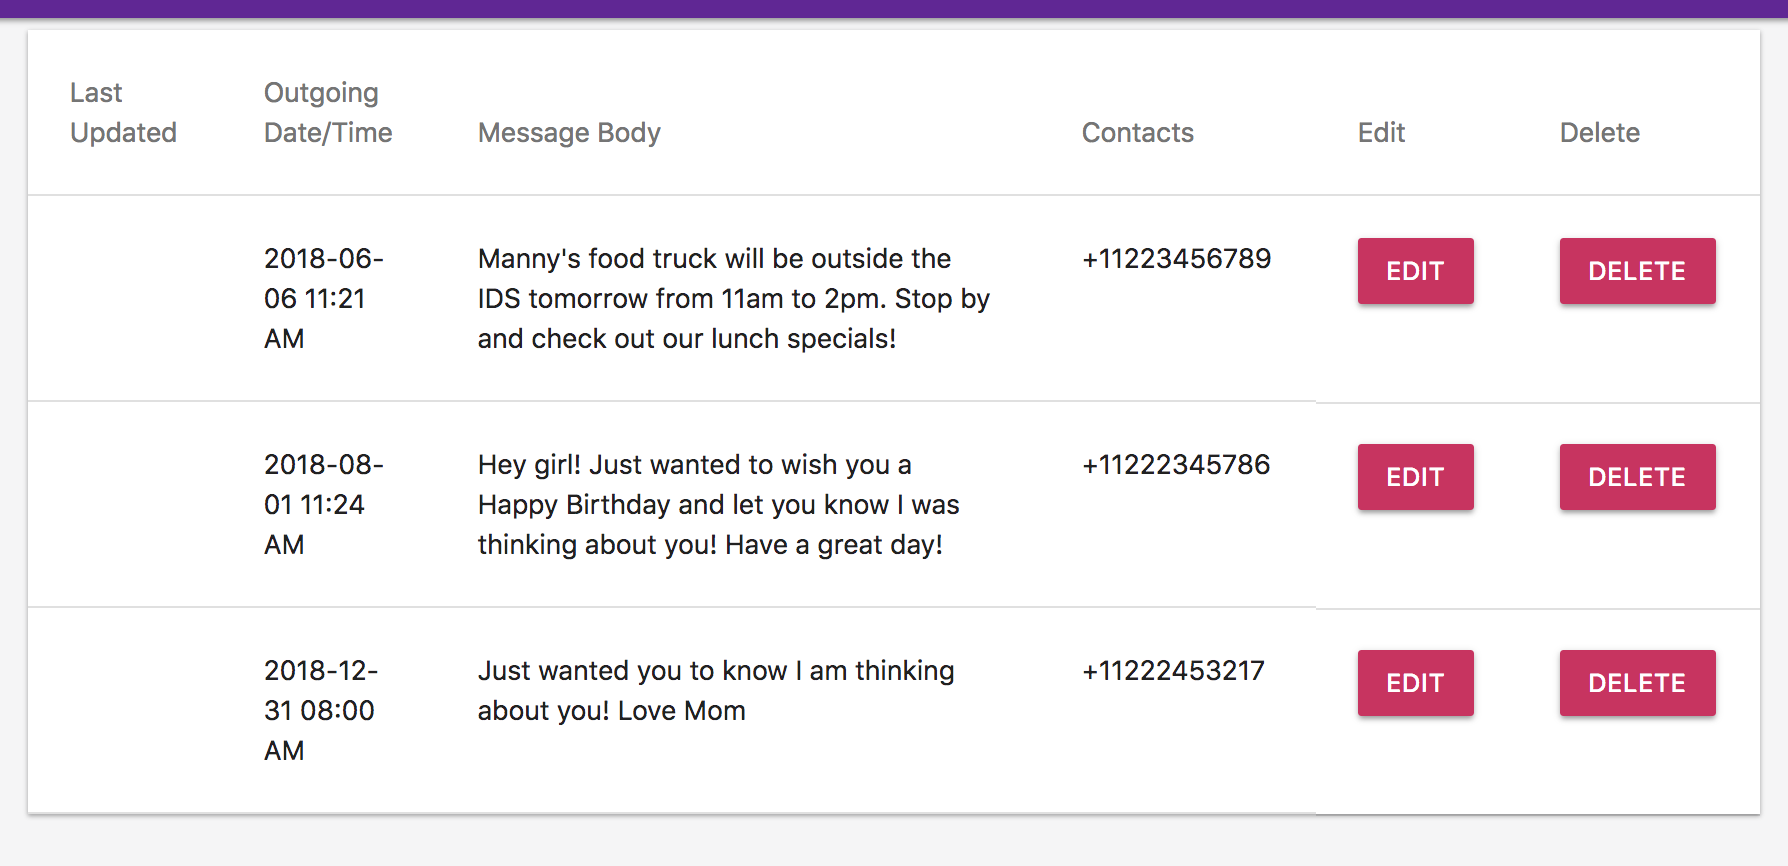 Last
Updated
Outgoing
Date/Time
Message Body
Contacts
Edit
Delete
2018-06-
06 11:21
AM
Manny's food truck will be outside the
IDS tomorrow from 11am to 2pm. Stop by
and check out our lunch specials!
+11223456789
EDIT
DELETE
2018-08-
01 11:24
AM
Hey girl! Just wanted to wish you a
Happy Birthday and let you know I was
thinking about you! Have a great day!
+11222345786
EDIT
DELETE
2018-12-
31 08:00
AM
Just wanted you to know I am thinking
about you! Love Mom
+11222453217
EDIT
DELETE